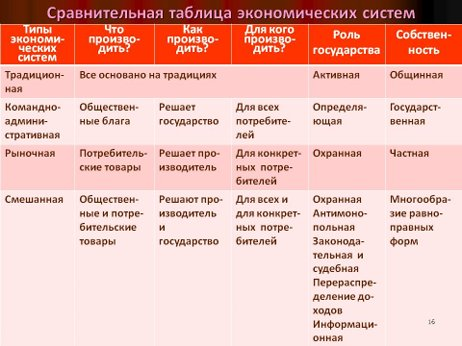 Сравнительная таблица экономических систем
Типы
экономи-
ческих
систем
Что
произво-
дить?
Как
произво-
дить?
Для кого
произво-
дить?
Роль
государства
Собствен-
ность
Традицион-
ная
Все основано на традициях
Активная
Общинная
Командно-
админи-
стративная
Обществен-
ные блага
Решает
государство
Для всех
потребите-
лей
Определя-
ющая
Государст-
венная
Рыночная
Потребитель-
ские товары
Решает про-
изводитель
Для конкрет-
ных потре-
бителей
Охранная
Частная
Смешанная
Обществен-
ные и потре-
бительские
товары
Решают про-
изводитель
и
государство
Для всех и
для конкрет-
ных потре-
бителей
Охранная
Антимоно-
польная
Законода-
тельная и
судебная
Перераспре-
деление до-
ходов
Информаци-
онная
Многообра-
зие равно-
правных
форм
16